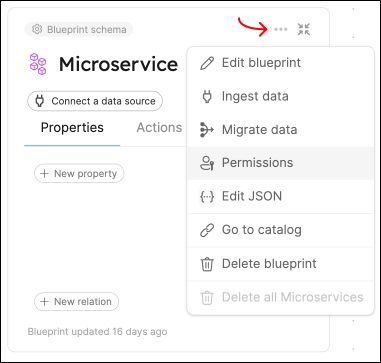 Blueprint schema
Microservice
Connect a data source
Properties
Actions
+ New property
+ New relation
Blueprint updated 16 days ago
Edit blueprint
Ingest data
Migrate data
Permissions
Edit JSON
Go to catalog
Delete blueprint
Delete all Microservices